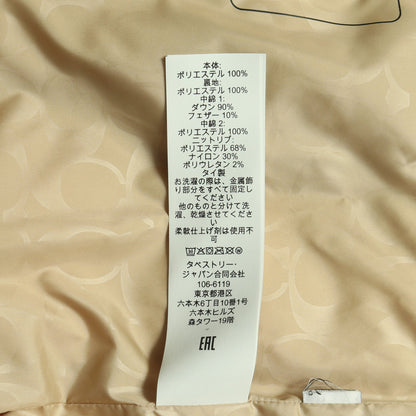 本体:
ポリエステル 100%
裏地:
ポリエステル 100%
中綿 1:
ダウン 90%
フェザー 10%
中綿 2:
ポリエステル 100%
ニットリブ:
ポリエステル 68%
ナイロン 30%
ポリウレタン 2%
タイ製
お洗濯の際は、金属飾
り部分をすべて固定し
てください
他のものと分けて洗
濯、乾燥させてくだ
さい
柔軟仕上げ剤は使用不
可
タペストリー・
ジャパン合同会社
106-6119
東京都港区
六本木6丁目10番1号
六本木ヒルズ
森タワー19階
EAC